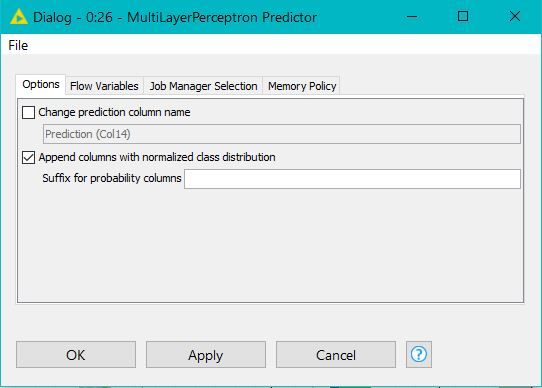 Dialog - 0:26 - MultiLayerPerceptron Predictor
File
Options Flow Variables Job Manager Selection Memory Policy
Change prediction column name
Prediction (Col14)
Append columns with normalized class distribution
Suffix for probability columns
OK Apply Cancel ?